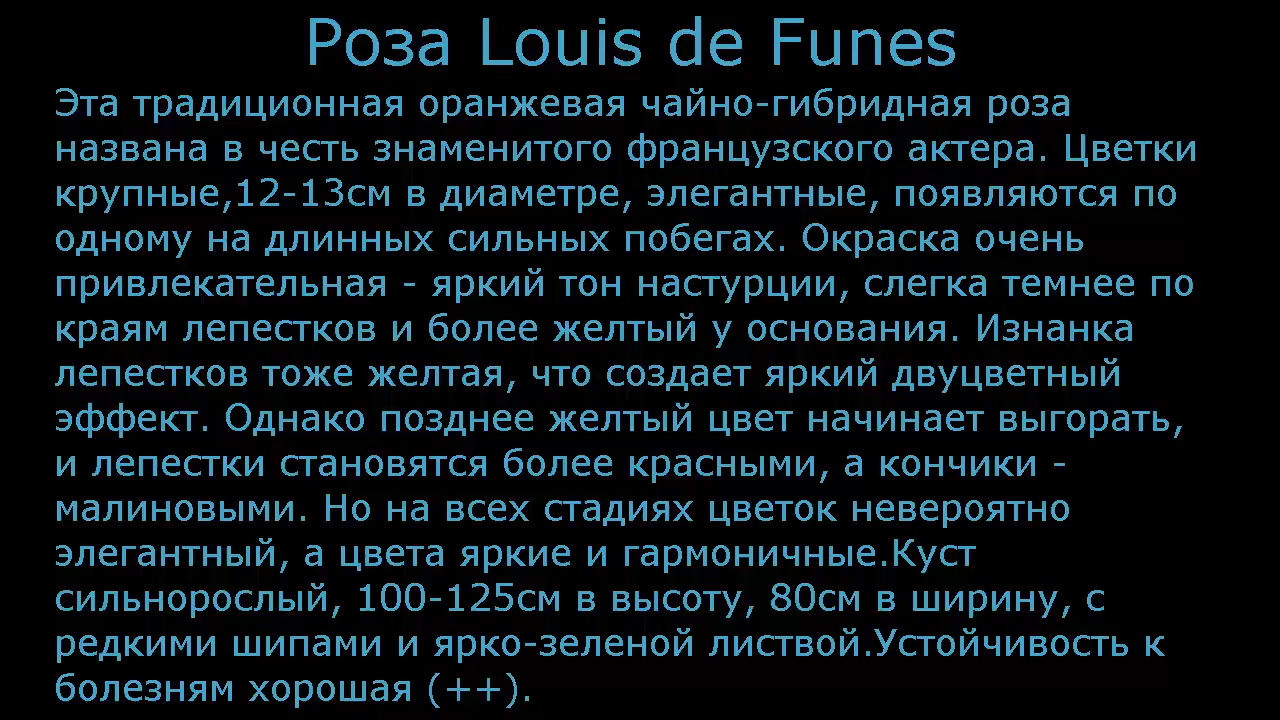 Роза Louis de Funes
Эта традиционная оранжевая чайно-гибридная роза
названа в честь знаменитого французского актера. Цветки
крупные,12-13см в диаметре, элегантные, появляются по
одному на длинных сильных побегах. Окраска очень
привлекательная - яркий тон настурции, слегка темнее по
краям лепестков и более желтый у основания. Изнанка
лепестков тоже желтая, что создает яркий двуцветный
эффект. Однако позднее желтый цвет начинает выгорать,
и лепестки становятся более красными, а кончики -
малиновыми. Но на всех стадиях цветок невероятно
элегантный, а цвета яркие и гармоничные.Куст
сильнорослый, 100-125см в высоту, 80см в ширину, с
редкими шипами и ярко-зеленой листвой.Устойчивость к
болезням хорошая (++).